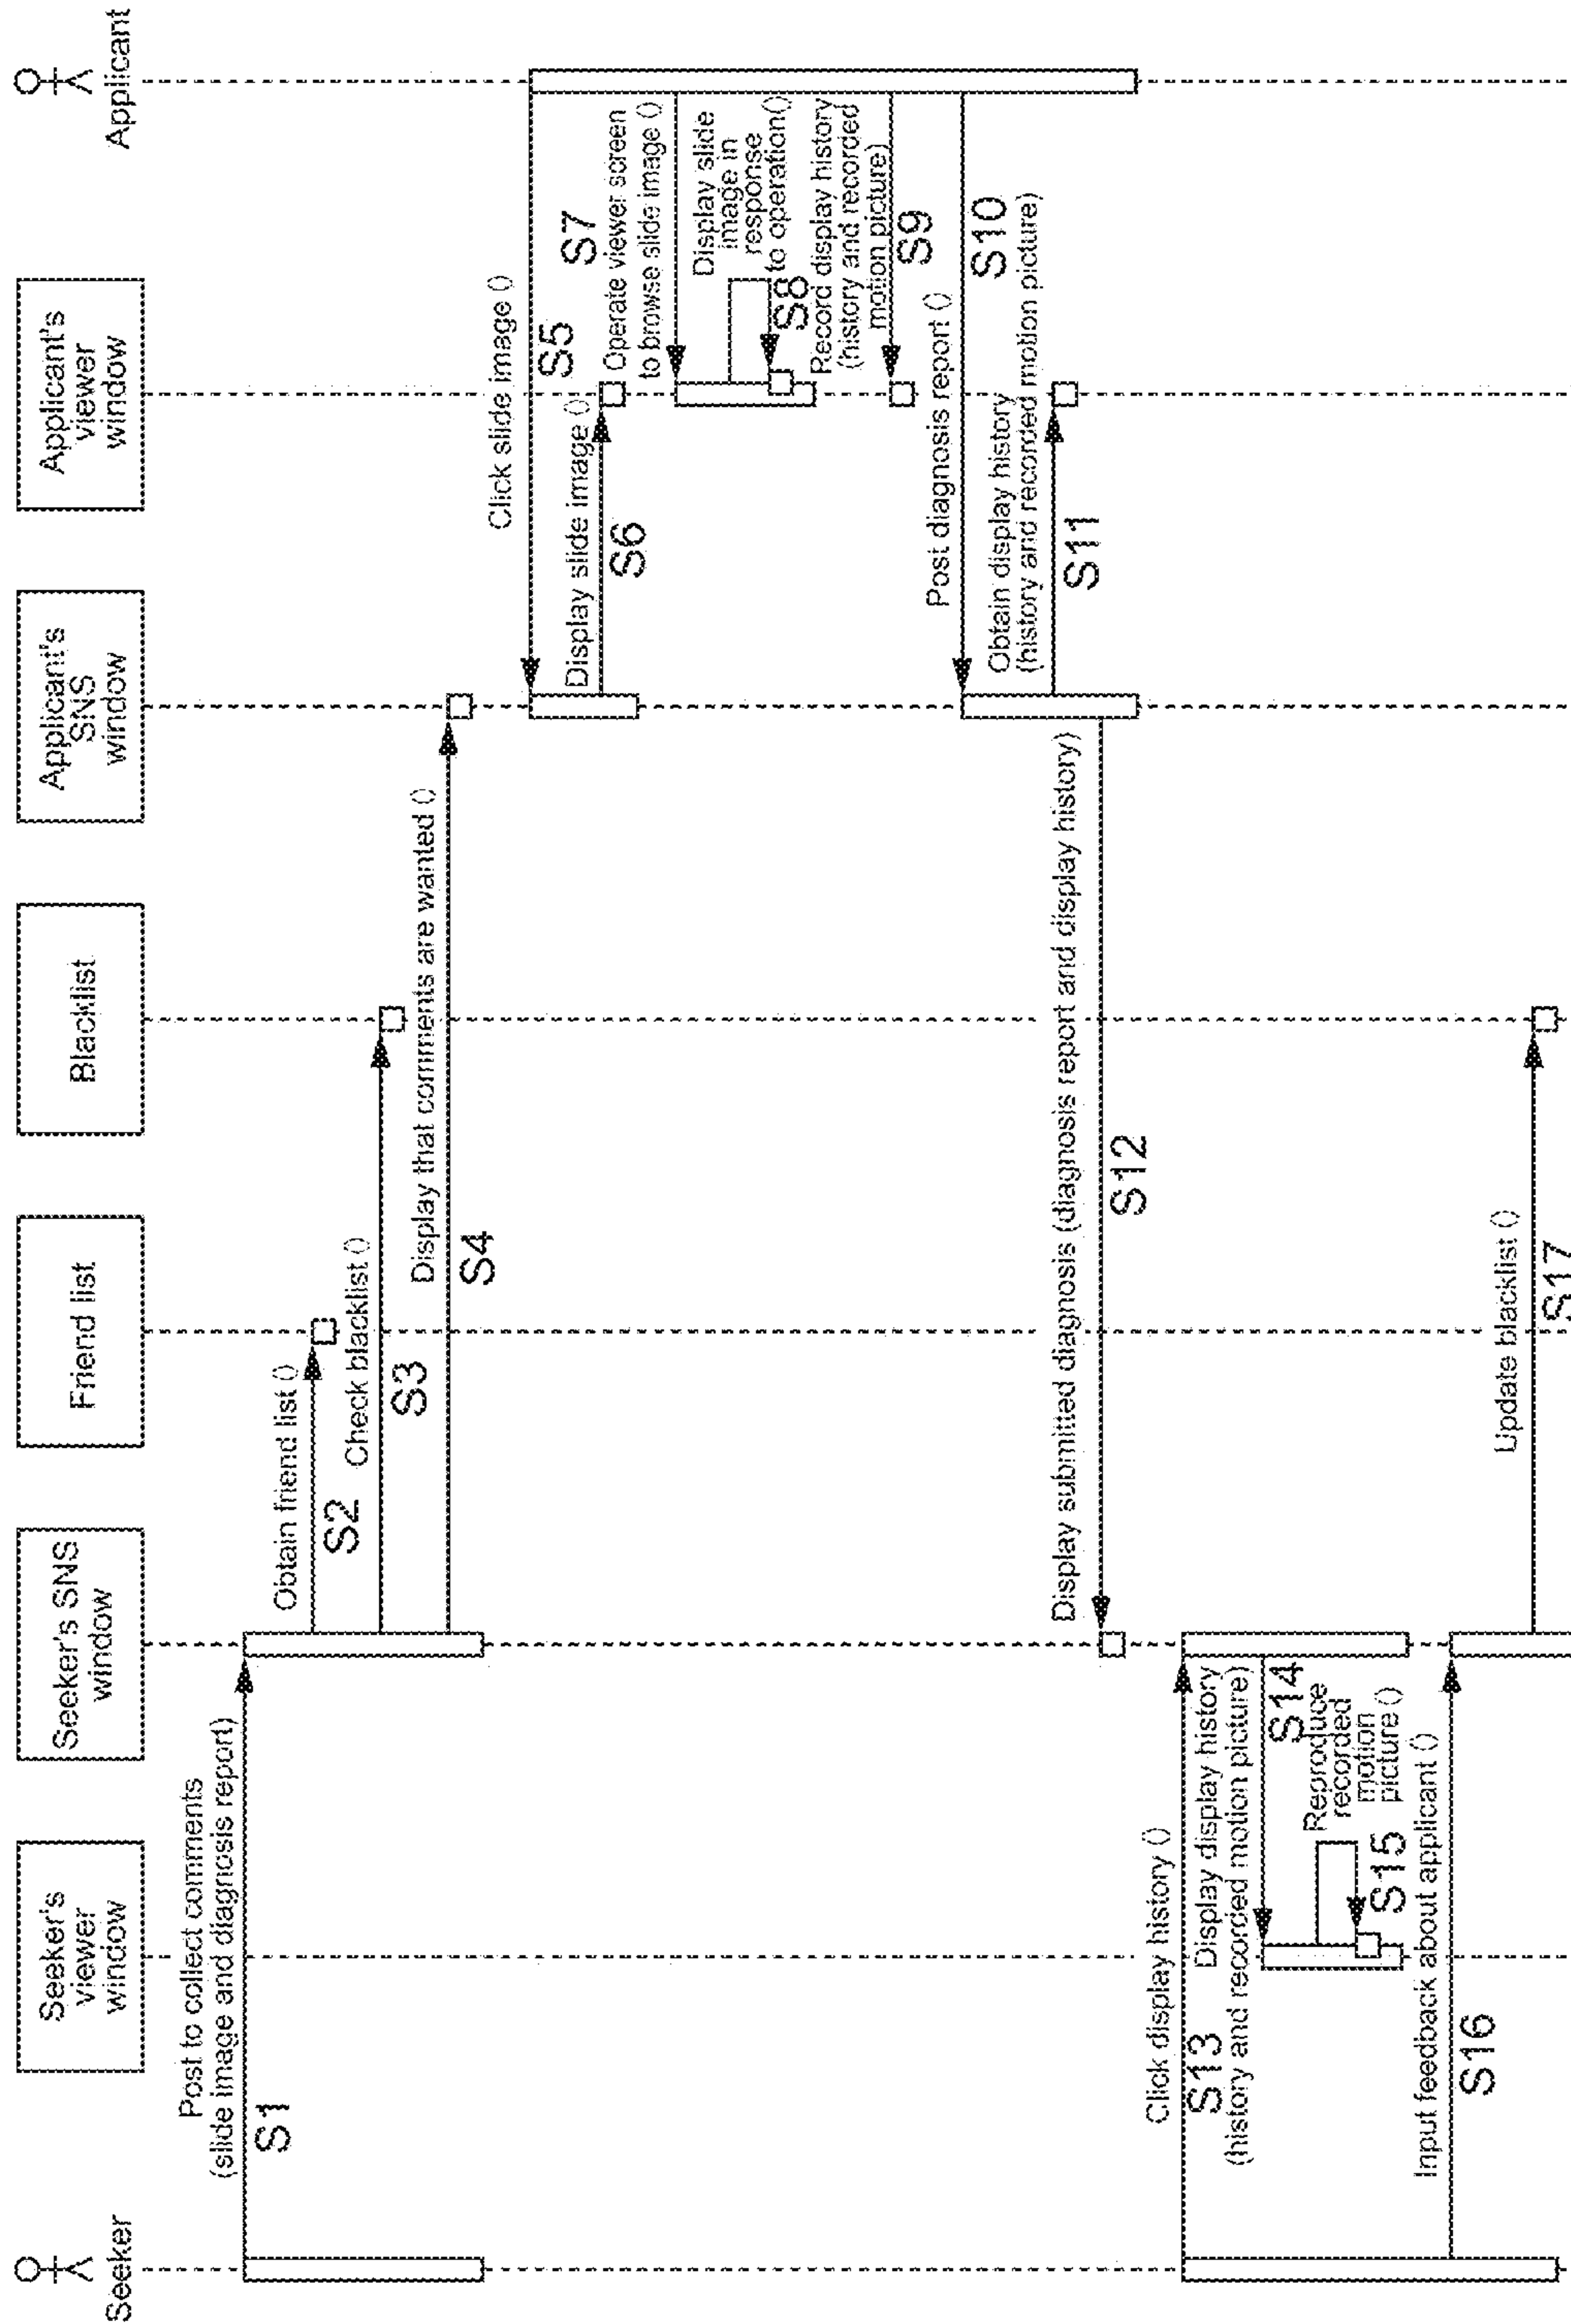 Seeker
Seeker's
viewer
window
Seeker's SNS
window
Friend list
Blacklist
Applicant's
SNS
window
Applicant's
viewer
window
Applicant
Post to collect comments
(slide image and diagnosis report)
S1
Obtain friend list ()
S2
Check blacklist ()
S3
Display that comments are wanted ()
S4
Click slide image ()
S5
Display slide image ()
S6
S7
Operate viewer screen
to browse slide image ()
Display slide
image in
response
to operation()
S8
Record display history
(history and recorded
motion picture)
S9
Post diagnosis report ()
S10
Obtain display history
(history and recorded motion picture)
S11
Display submitted diagnosis (diagnosis report and display history)
S12
Click display history ()
S13
Display display history
(history and recorded motion picture)
S14
Reproduce
recorded
motion
picture ()
S15
Input feedback about applicant ()
S16
Update blacklist ()
S17